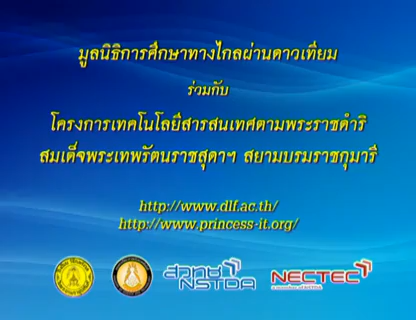 มูลนิธิการศึกษาทางไกลผ่านดาวเทียม
ร่วมกับ
โครงการเทคโนโลยีสารสนเทศตามพระราชดำริ
สมเด็จพระเทพรัตนราชสุดาฯ สยามบรมราชกุมารี
http://www.dlf.ac.th/
http://www.princess-it.org/
สวทช
NSTDA
NECTEC